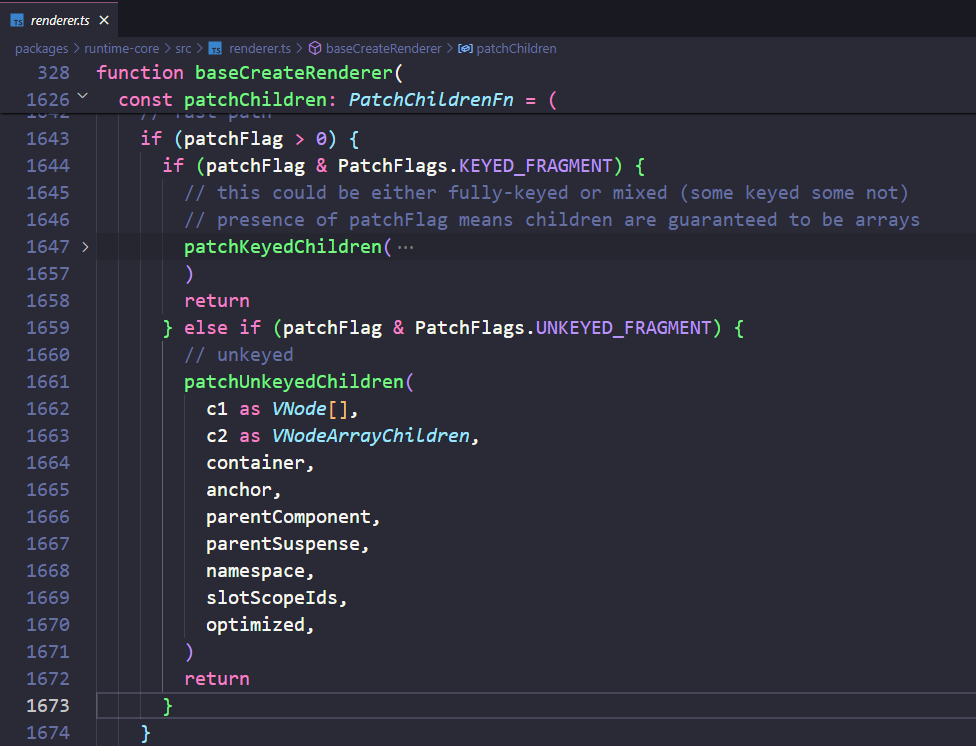 TS renderer.ts ×
packages > runtime-core > src > TS renderer.ts > baseCreateRenderer > patchChildren
328 function baseCreateRenderer(
1626 const patchChildren: PatchChildrenFn = (
1642 // fast path
1643 if (patchFlag > 0) {
1644 if (patchFlag & PatchFlags.KEYED_FRAGMENT) {
1645 // this could be either fully-keyed or mixed (some keyed some not)
1646 // presence of patchFlag means children are guaranteed to be arrays
1647 patchKeyedChildren( ···
1657 )
1658 return
1659 } else if (patchFlag & PatchFlags.UNKEYED_FRAGMENT) {
1660 // unkeyed
1661 patchUnkeyedChildren(
1662 c1 as VNode[],
1663 c2 as VNodeArrayChildren,
1664 container,
1665 anchor,
1666 parentComponent,
1667 parentSuspense,
1668 namespace,
1669 slotScopeIds,
1670 optimized,
1671 )
1672 return
1673 }
1674 }